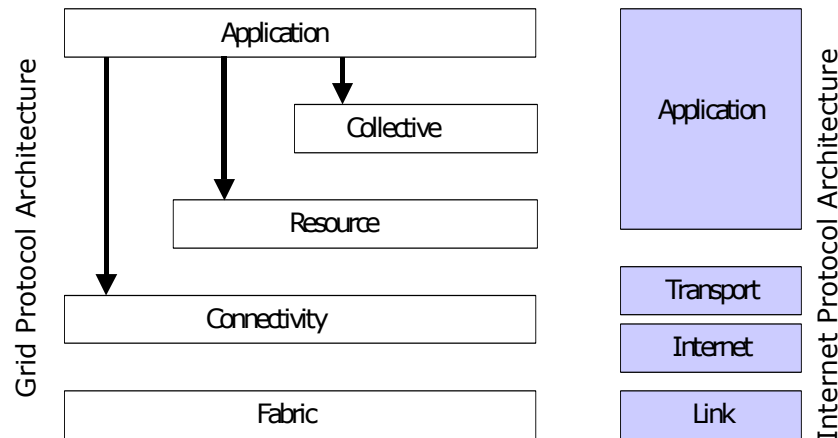 Grid Protocol Architecture
Application
Collective
Resource
Connectivity
Fabric
Application
Transport
Internet
Link
Internet Protocol Architecture